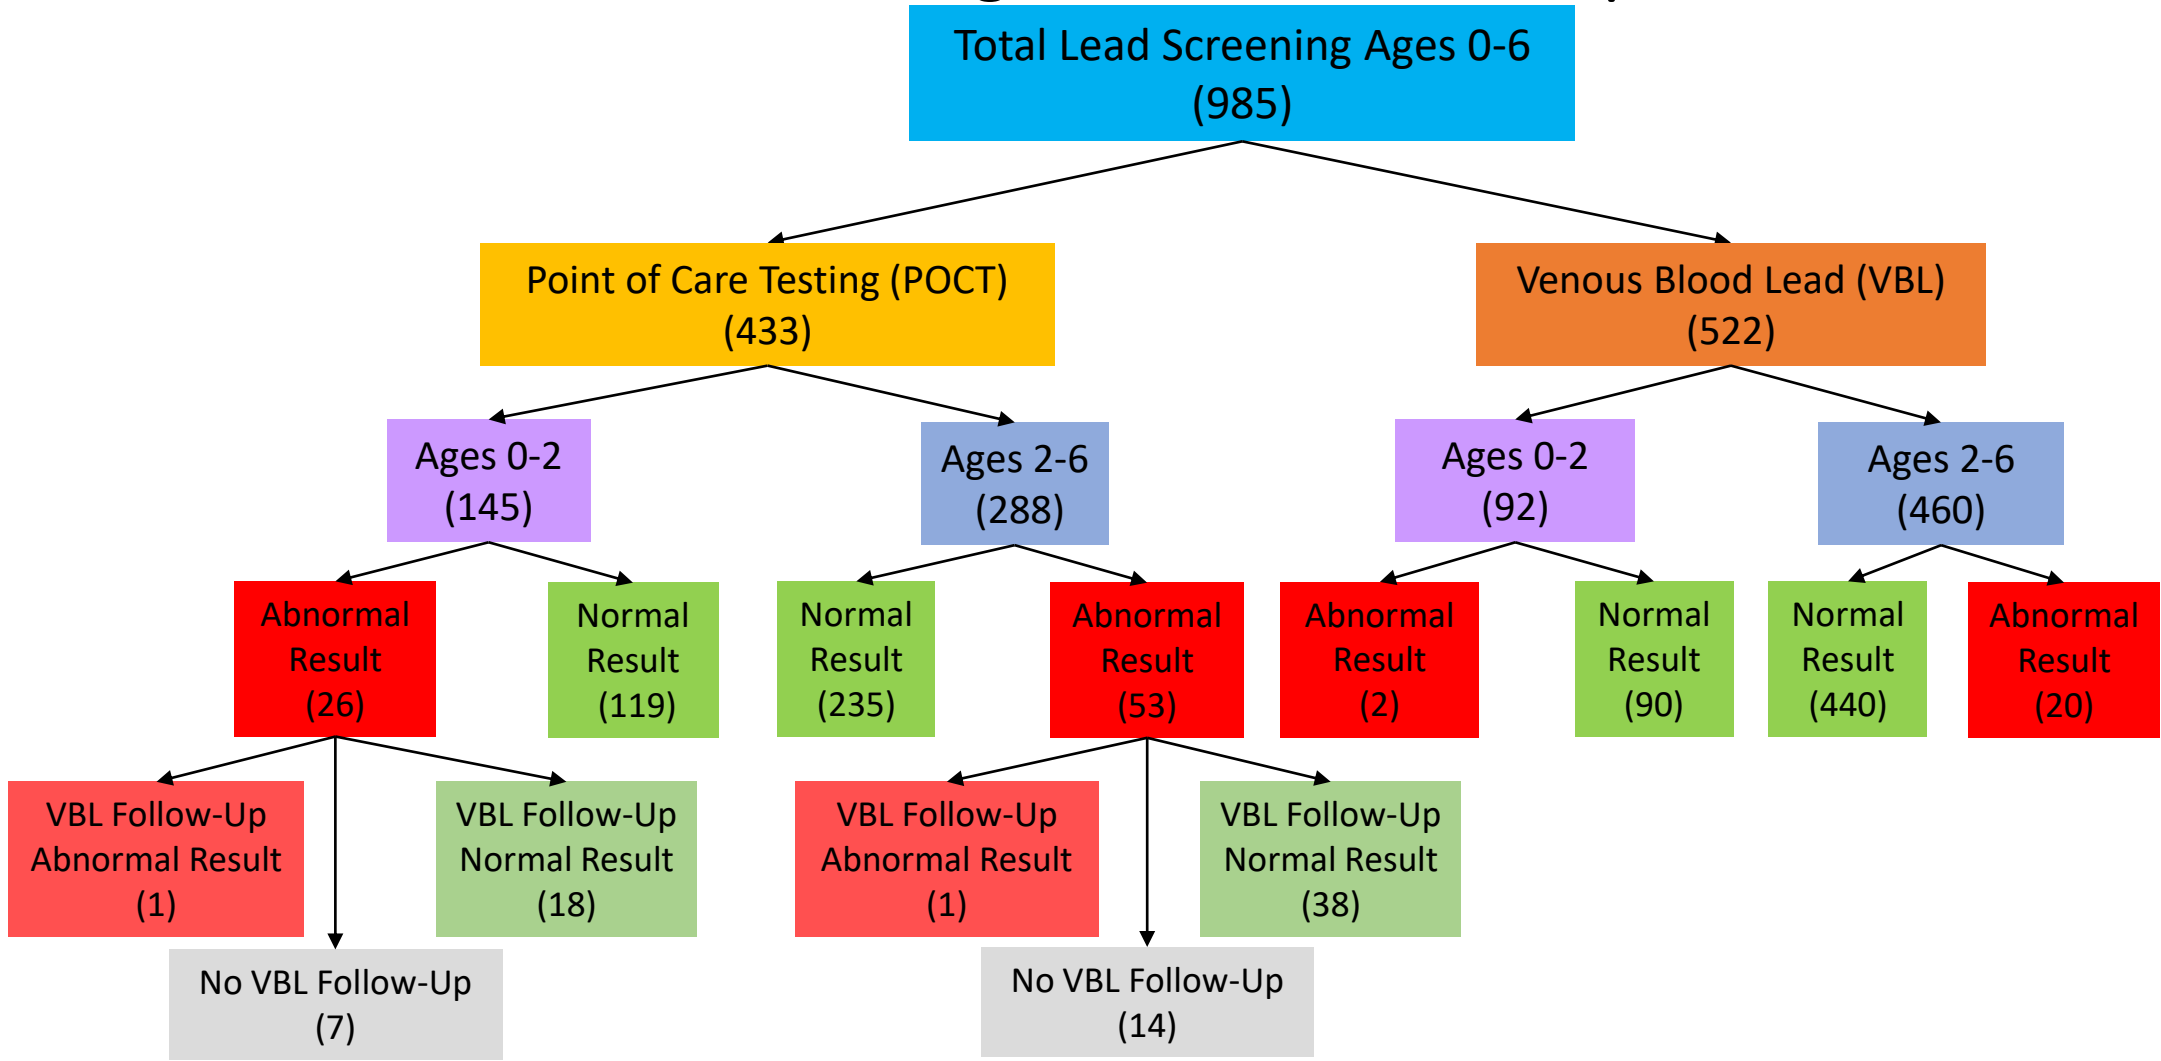 Total Lead Screening Ages 0-6
(985)
Point of Care Testing (POCT)
(433)
Venous Blood Lead (VBL)
(522)
Ages 0-2
(145)
Ages 2-6
(288)
Ages 0-2
(92)
Ages 2-6
(460)
Abnormal
Result
(26)
Normal
Result
(119)
Normal
Result
(235)
Abnormal
Result
(53)
Abnormal
Result
(2)
Normal
Result
(90)
Normal
Result
(440)
Abnormal
Result
(20)
VBL Follow-Up
Abnormal Result
(1)
VBL Follow-Up
Normal Result
(18)
VBL Follow-Up
Abnormal Result
(1)
VBL Follow-Up
Normal Result
(38)
No VBL Follow-Up
(7)
No VBL Follow-Up
(14)